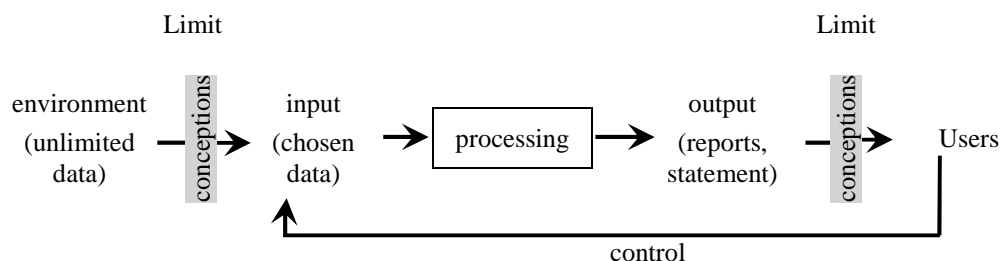 Limit
Limit
environment
(unlimited
data)
conceptions
input
(chosen
data)
processing
output
(reports,
statement)
conceptions
Users
control